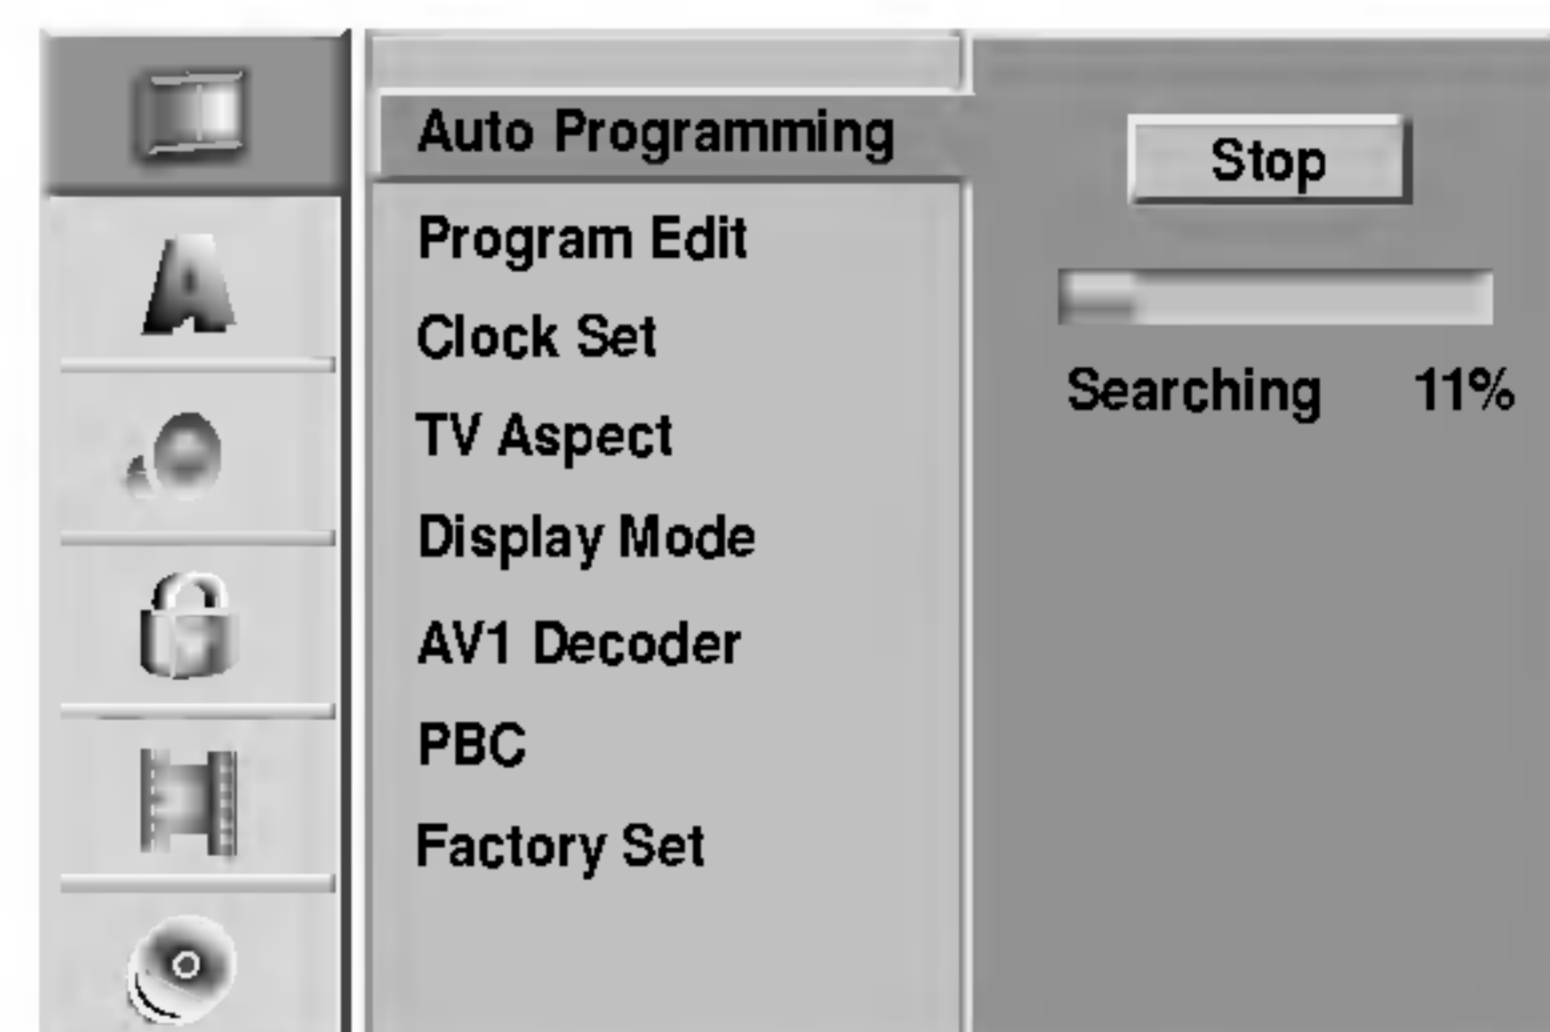 Auto Programming
Stop
Program Edit
Clock Set
Searching 11%
TV Aspect
Display Mode
AV1 Decoder
PBC
Factory Set